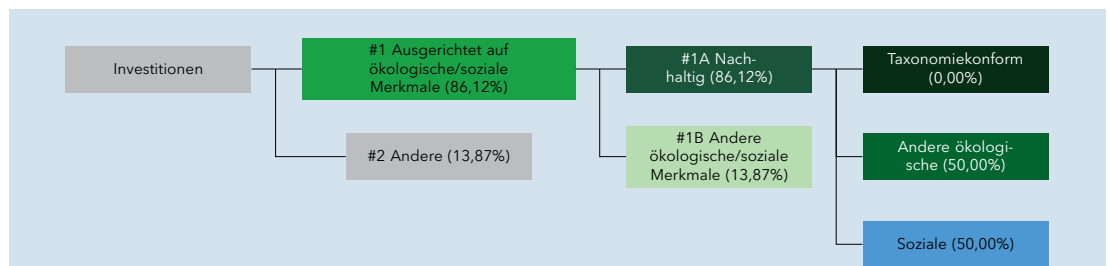 Investitionen
#1 Ausgerichtet auf
ökologische/soziale
Merkmale (86,12%)
#1A Nach-
haltig (86,12%)
Taxonomiekonform
(0,00%)
#2 Andere (13,87%)
#1B Andere
ökologische/soziale
Merkmale (13,87%)
Andere ökologi-
sche (50,00%)
Soziale (50,00%)